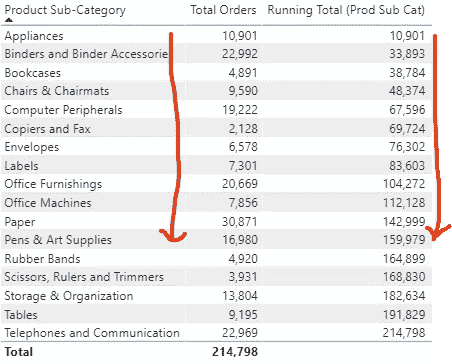 Product Sub-Category Total Orders Running Total (Prod Sub Cat)
Appliances 10,901 10,901
Binders and Binder Accessorie 22,992 33,893
Bookcases 4,891 38,784
Chairs & Chairmats 9,590 48,374
Computer Peripherals 19,222 67,596
Copiers and Fax 2,128 69,724
Envelopes 6,578 76,302
Labels 7,301 83,603
Office Furnishings 20,669 104,272
Office Machines 7,856 112,128
Paper 30,871 142,999
Pens & Art Supplies 16,980 159,979
Rubber Bands 4,920 164,899
Scissors, Rulers and Trimmers 3,931 168,830
Storage & Organization 13,804 182,634
Tables 9,195 191,829
Telephones and Communication 22,969 214,798
Total 214,798